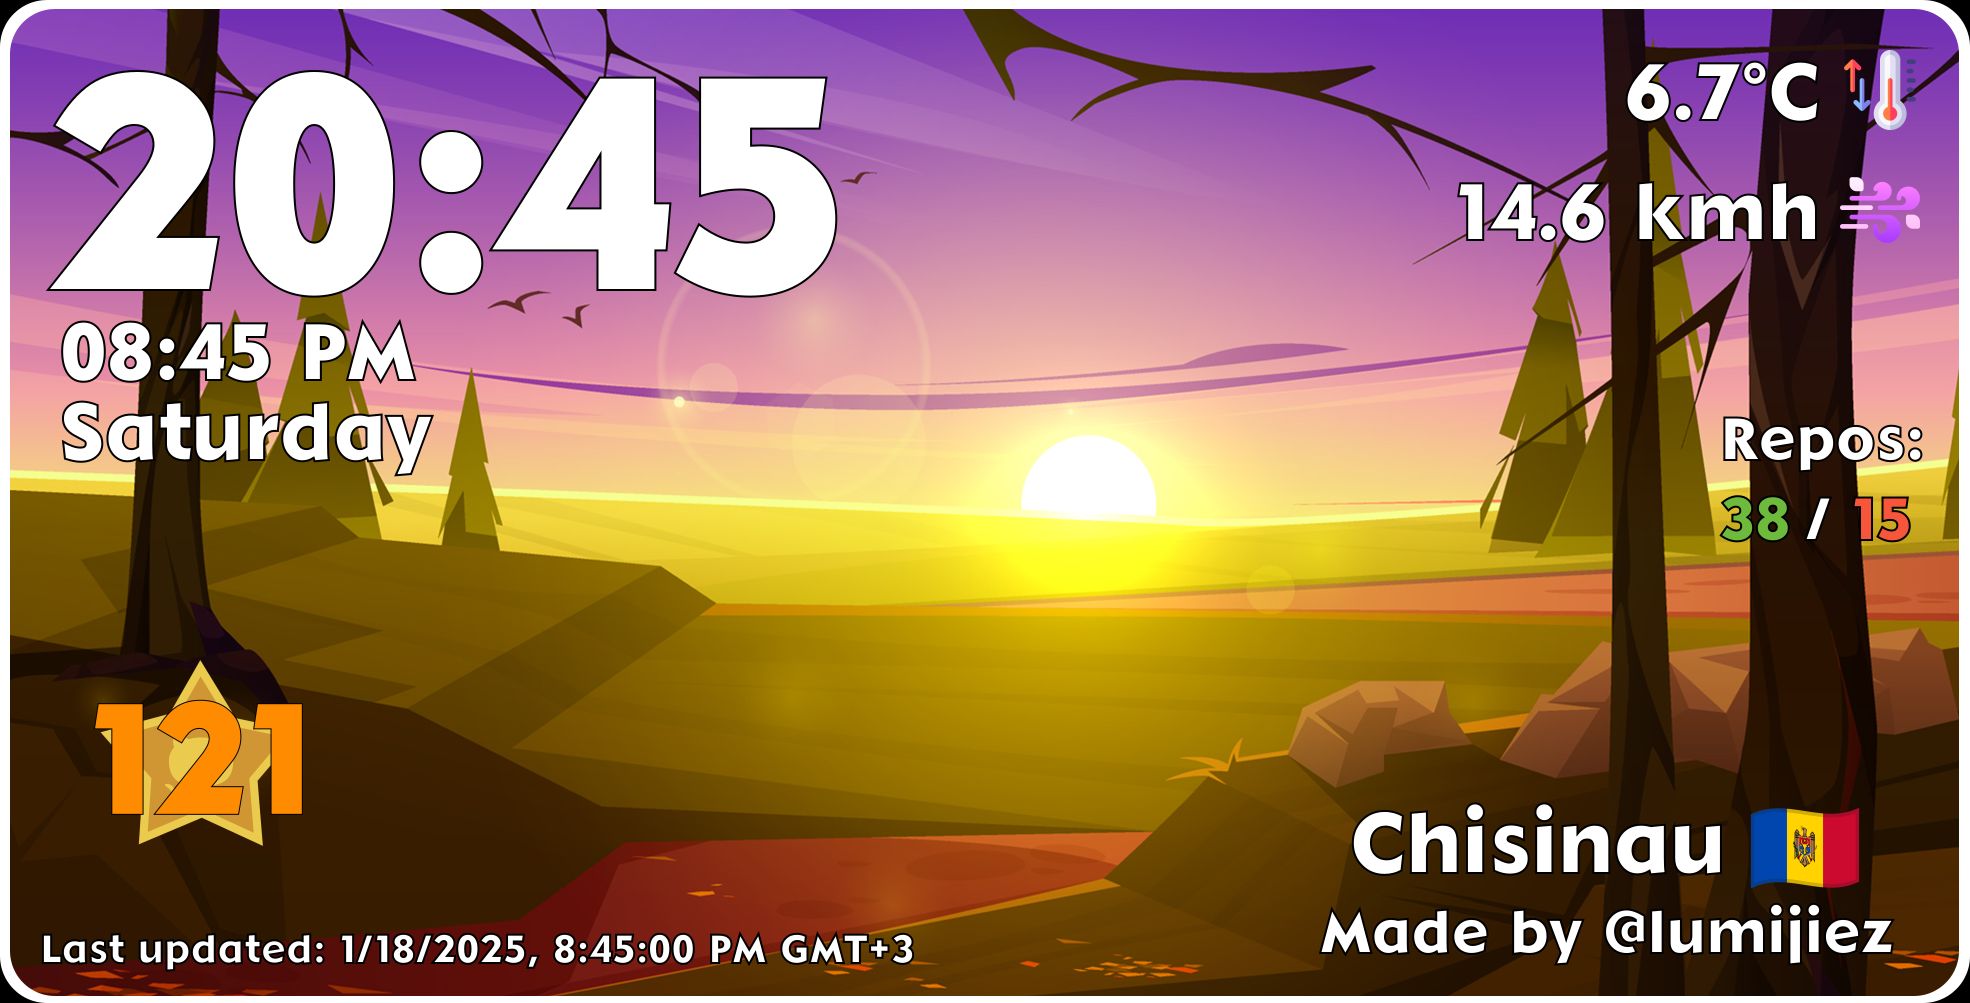 20:45
08:45 PM
Saturday
6.7°C
14.6 kmh
Repos:
38 / 15
121
Chisinau
Made by @lumijiez
Last updated: 1/18/2025, 8:45:00 PM GMT+3